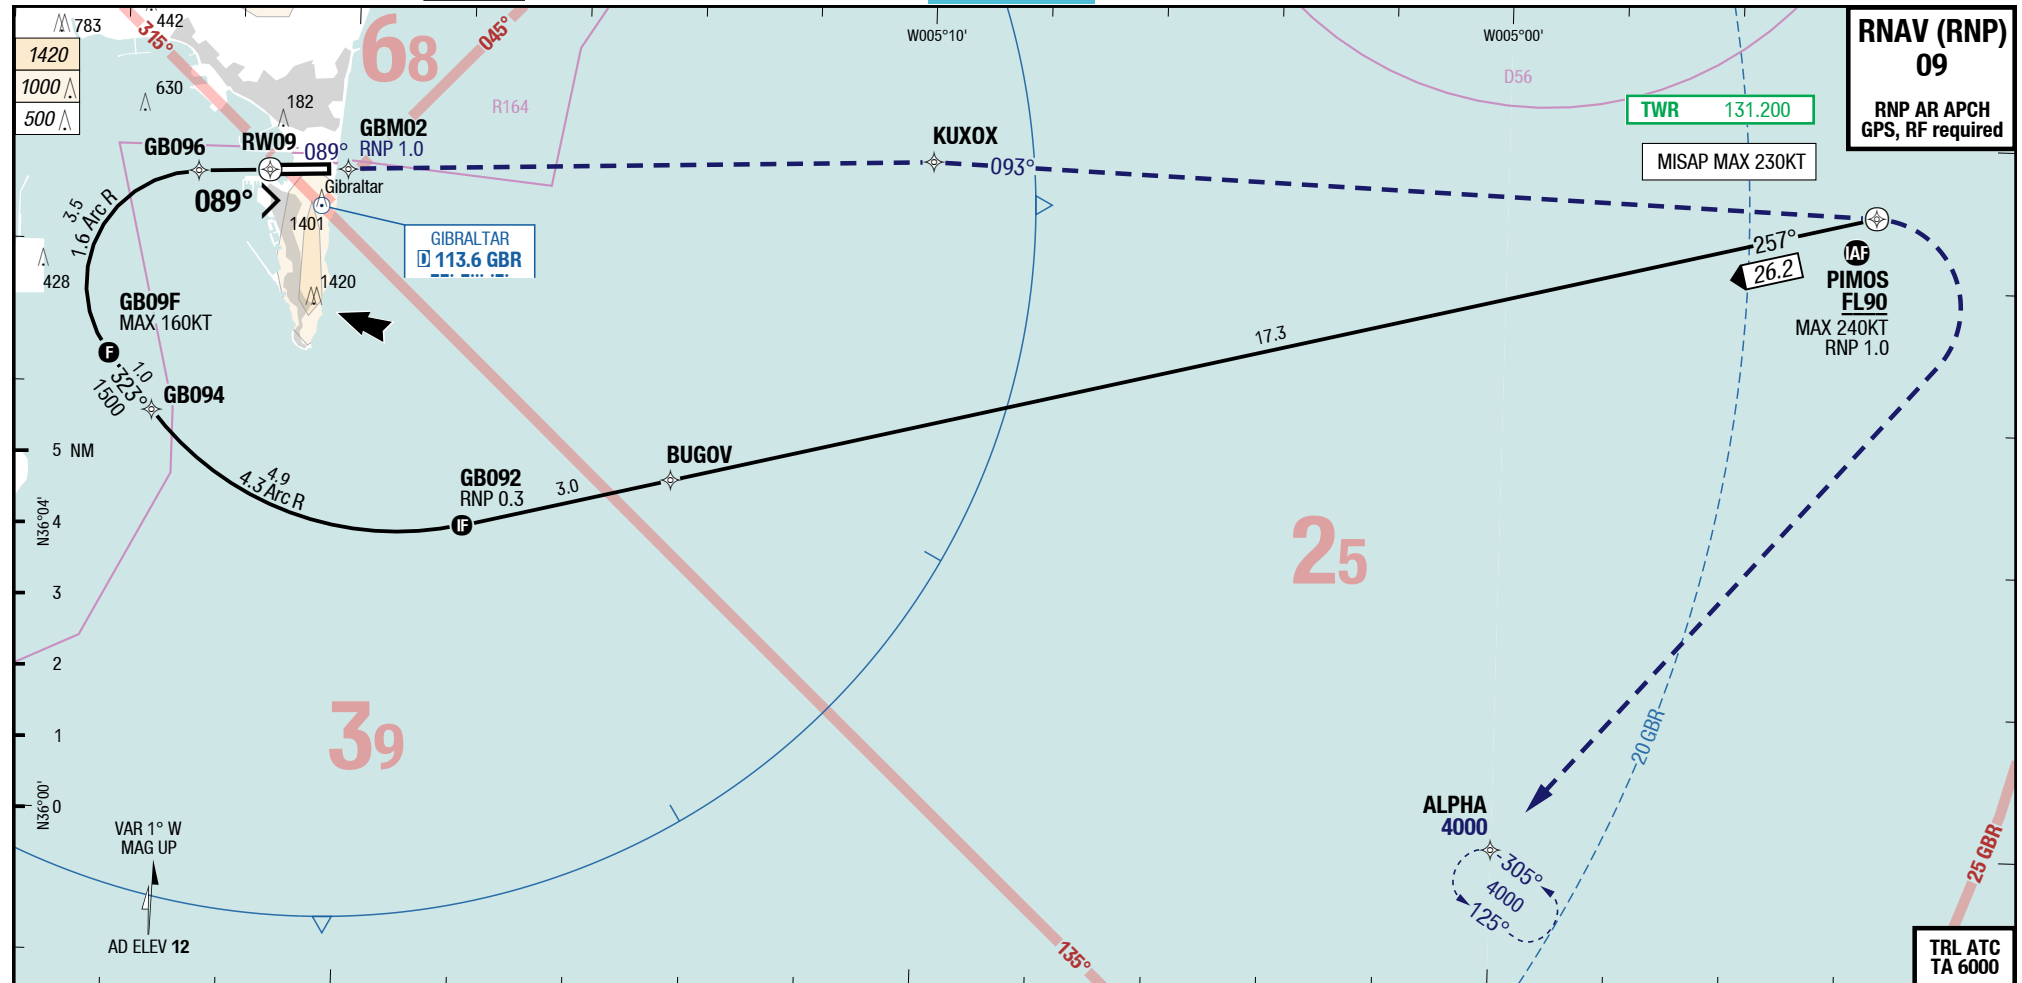 783
442
315°
68
045°
W005°10'
W005°00'
RNAV (RNP)
09
RNP AR APCH
GPS, RF required
1420
1000
500
630
182
R164
D56
TWR 131.200
GB096
RW09
089°
GBM02
RNP 1.0
KUXOX
093°
MISAP MAX 230KT
Gibraltar
089°
3.5
1.6 Arc R
1401
GIBRALTAR
D 113.6 GBR
257°
26.2
IAF
PIMOS
FL90
MAX 240KT
RNP 1.0
428
1420
GB09F
MAX 160KT
F
1.0
323°
1500
GB094
17.3
5 NM
BUGOV
4.9
4.3 Arc R
GB092
RNP 0.3
3.0
IF
N36°04'
4
25
3
2
39
1
20 GBR
N36°00'
0
ALPHA
4000
VAR 1° W
MAG UP
305°
4000
125°
25 GBR
AD ELEV 12
135°
TRL ATC
TA 6000